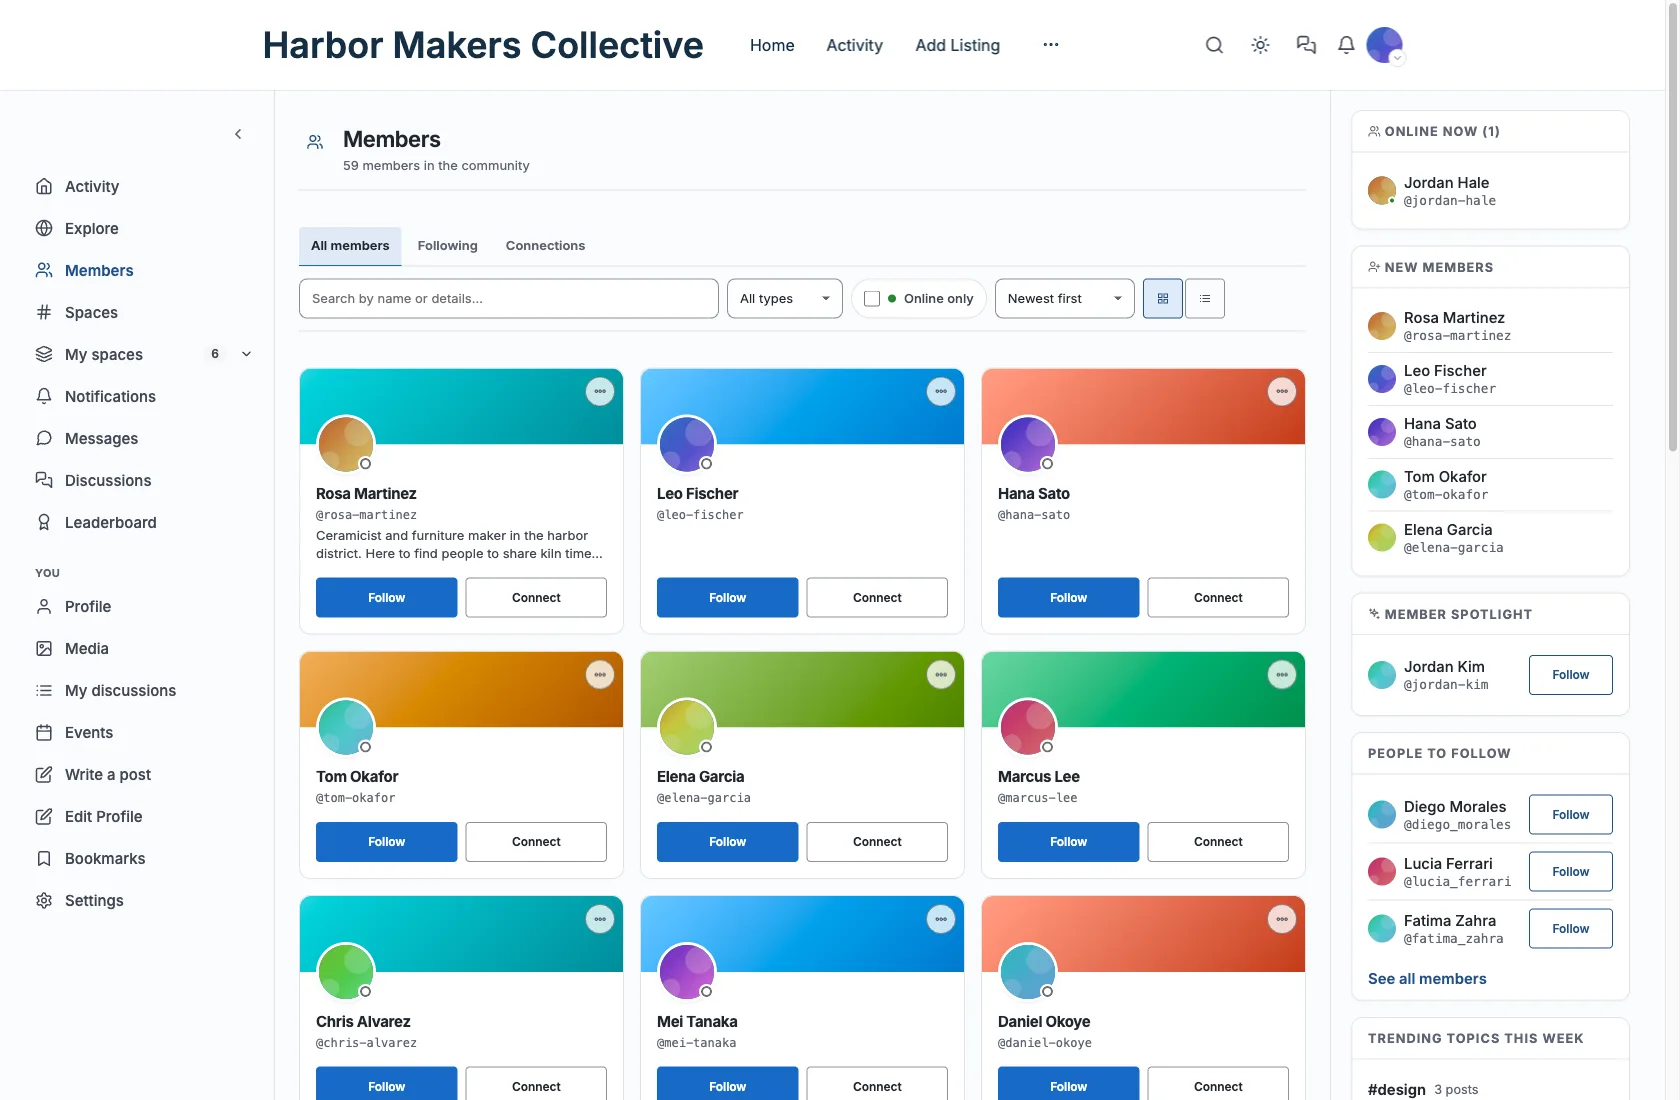 Harbor Makers Collective
Home
Activity
Add Listing
Activity
Explore
Members
Spaces
My spaces 6
Notifications
Messages
Discussions
Leaderboard
YOU
Profile
Media
My discussions
Events
Write a post
Edit Profile
Bookmarks
Settings
Members
59 members in the community
All members
Following
Connections
Search by name or details...
All types
Online only
Newest first
Rosa Martinez
@rosa-martinez
Ceramicist and furniture maker in the harbor
district. Here to find people to share kiln time...
Follow
Connect
Leo Fischer
@leo-fischer
Follow
Connect
Hana Sato
@hana-sato
Follow
Connect
Tom Okafor
@tom-okafor
Follow
Connect
Elena Garcia
@elena-garcia
Follow
Connect
Marcus Lee
@marcus-lee
Follow
Connect
Chris Alvarez
@chris-alvarez
Follow
Connect
Mei Tanaka
@mei-tanaka
Follow
Connect
Daniel Okoye
@daniel-okoye
Follow
Connect
ONLINE NOW (1)
Jordan Hale
@jordan-hale
NEW MEMBERS
Rosa Martinez
@rosa-martinez
Leo Fischer
@leo-fischer
Hana Sato
@hana-sato
Tom Okafor
@tom-okafor
Elena Garcia
@elena-garcia
MEMBER SPOTLIGHT
Jordan Kim
@jordan-kim
Follow
PEOPLE TO FOLLOW
Diego Morales
@diego_morales
Follow
Lucia Ferrari
@lucia_ferrari
Follow
Fatima Zahra
@fatima_zahra
Follow
See all members
TRENDING TOPICS THIS WEEK
#design 3 posts